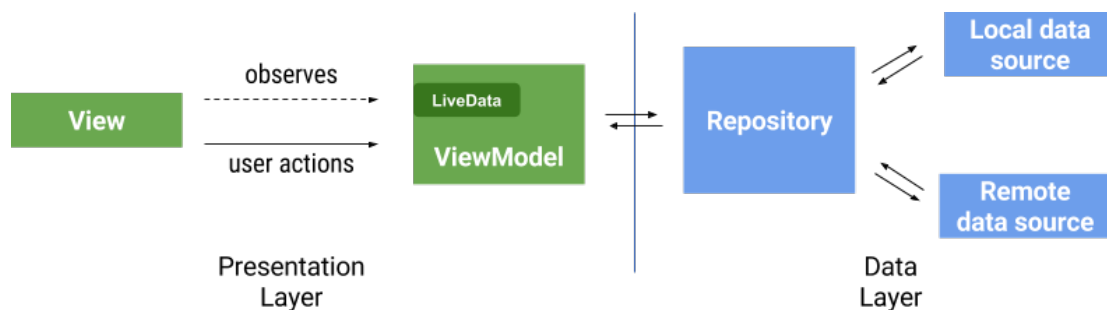 View
observes
user actions
LiveData
ViewModel
Repository
Local data
source
Remote
data source
Presentation
Layer
Data
Layer